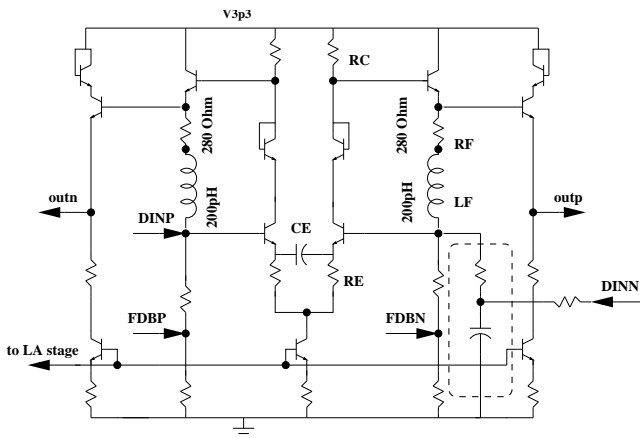 V3p3
RC
280 Ohm
280 Ohm
RF
200pH
200pH
LF
outn
outp
DINP
CE
RE
DINN
FDBP
FDBN
to LA stage